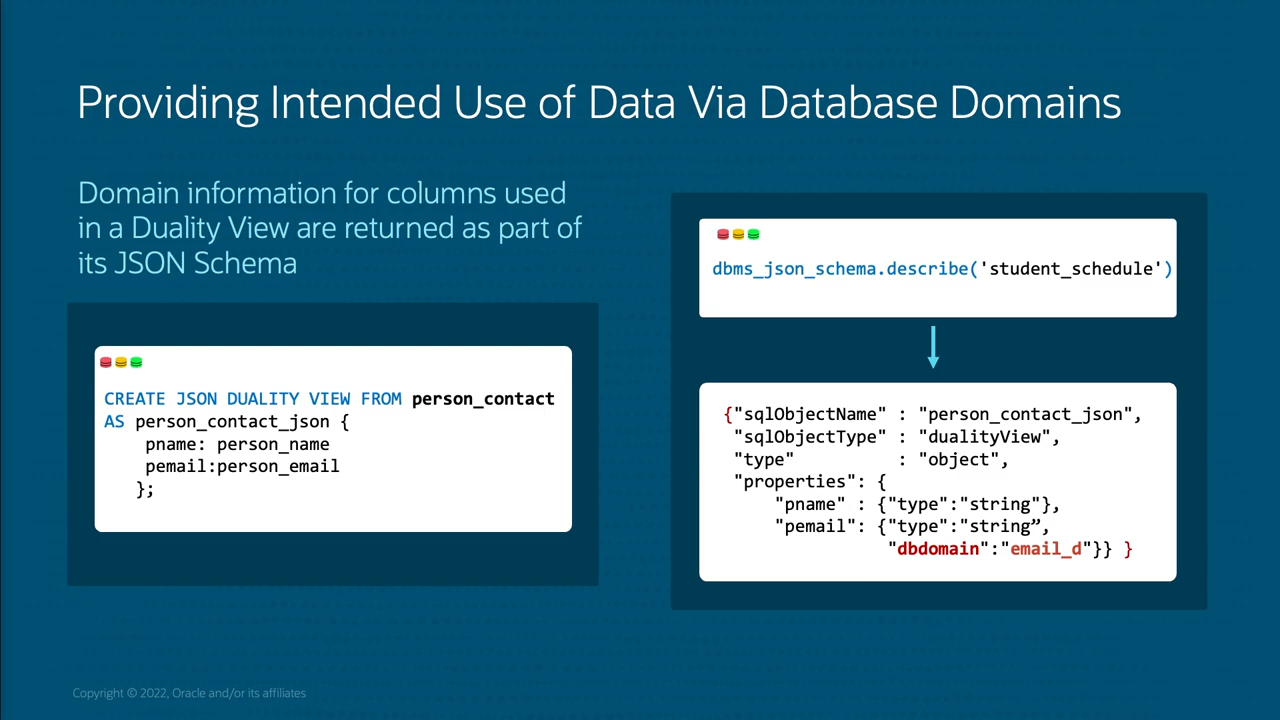 Providing Intended Use of Data Via Database Domains
Domain information for columns used
in a Duality View are returned as part of
its JSON Schema
CREATE JSON DUALITY VIEW FROM person_contact
AS person_contact_json {
pname: person_name
pemail:person_email
};
dbms_json_schema.describe('student_schedule')
{"sqlObjectName" : "person_contact_json",
"sqlObjectType" : "dualityView",
"type" : "object",
"properties": {
"pname" : {"type":"string"},
"pemail": {"type":"string”,
"dbdomain":"email_d"}} }
Copyright © 2022, Oracle and/or its affiliates